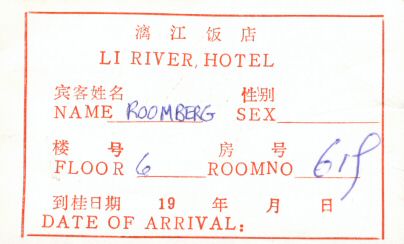 漓江饭店
LI RIVER, HOTEL
宾客姓名 性别
NAME ROOMBERG SEX
楼号 房号
FLOOR 6 ROOMNO 619
到桂日期 19 年 月 日
DATE OF ARRIVAL: